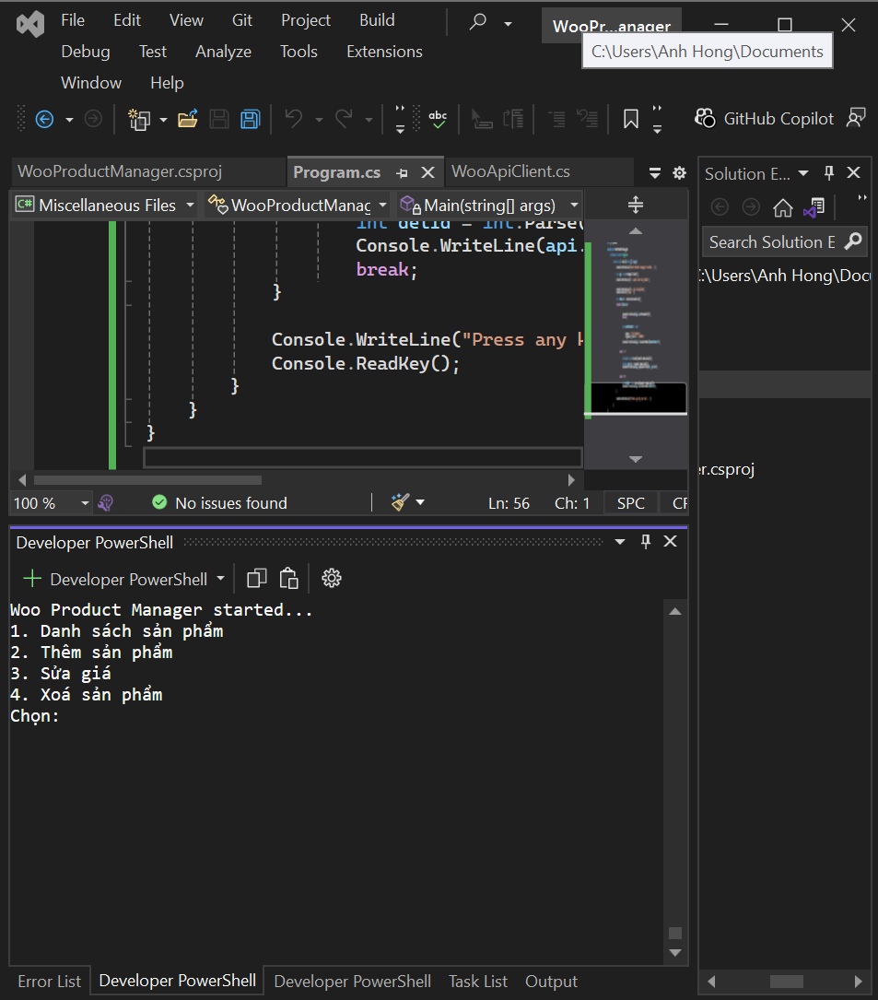 File Edit View Git Project Build
WooPr...anager
Debug Test Analyze Tools Extensions
C:\Users\Anh Hong\Documents
Window Help
abc
GitHub Copilot
WooProductManager.csproj Program.cs WooApiClient.cs
Solution E...
C# Miscellaneous Files WooProductManag Main(string[] args)
Search Solution E
int delId = int.Parse(
Console.WriteLine(api.
break;
:\Users\Anh Hong\Docu
}
Console.WriteLine("Press any k
Console.ReadKey();
}
}
}
er.csproj
100 % No issues found Ln: 56 Ch: 1 SPC CR
Developer PowerShell
Developer PowerShell
Woo Product Manager started...
1. Danh sách sản phẩm
2. Thêm sản phẩm
3. Sửa giá
4. Xoá sản phẩm
Chọn:
Error List Developer PowerShell Developer PowerShell Task List Output